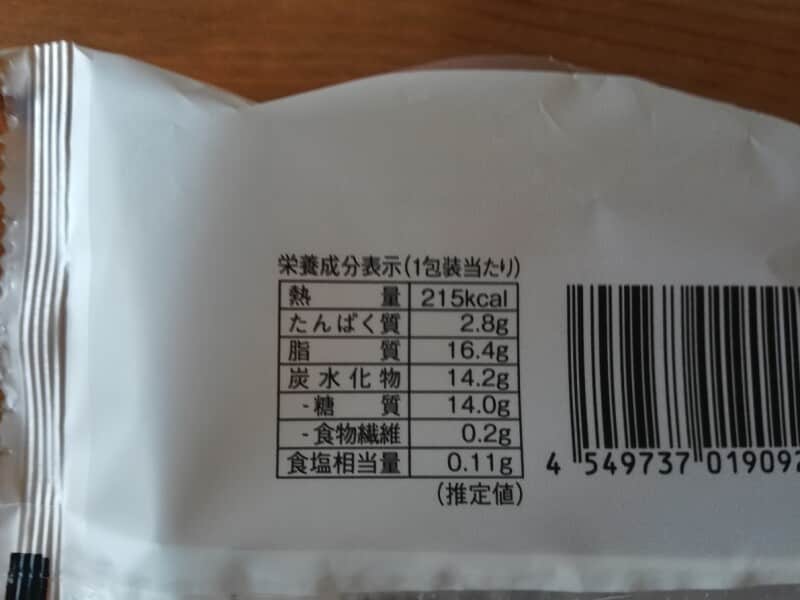 栄養成分表示(1包装当たり)
熱量 215kcal
たんぱく質 2.8g
脂質 16.4g
炭水化物 14.2g
-糖質 14.0g
-食物繊維 0.2g
食塩相当量 0.11g
(推定値)
4 549737 019092